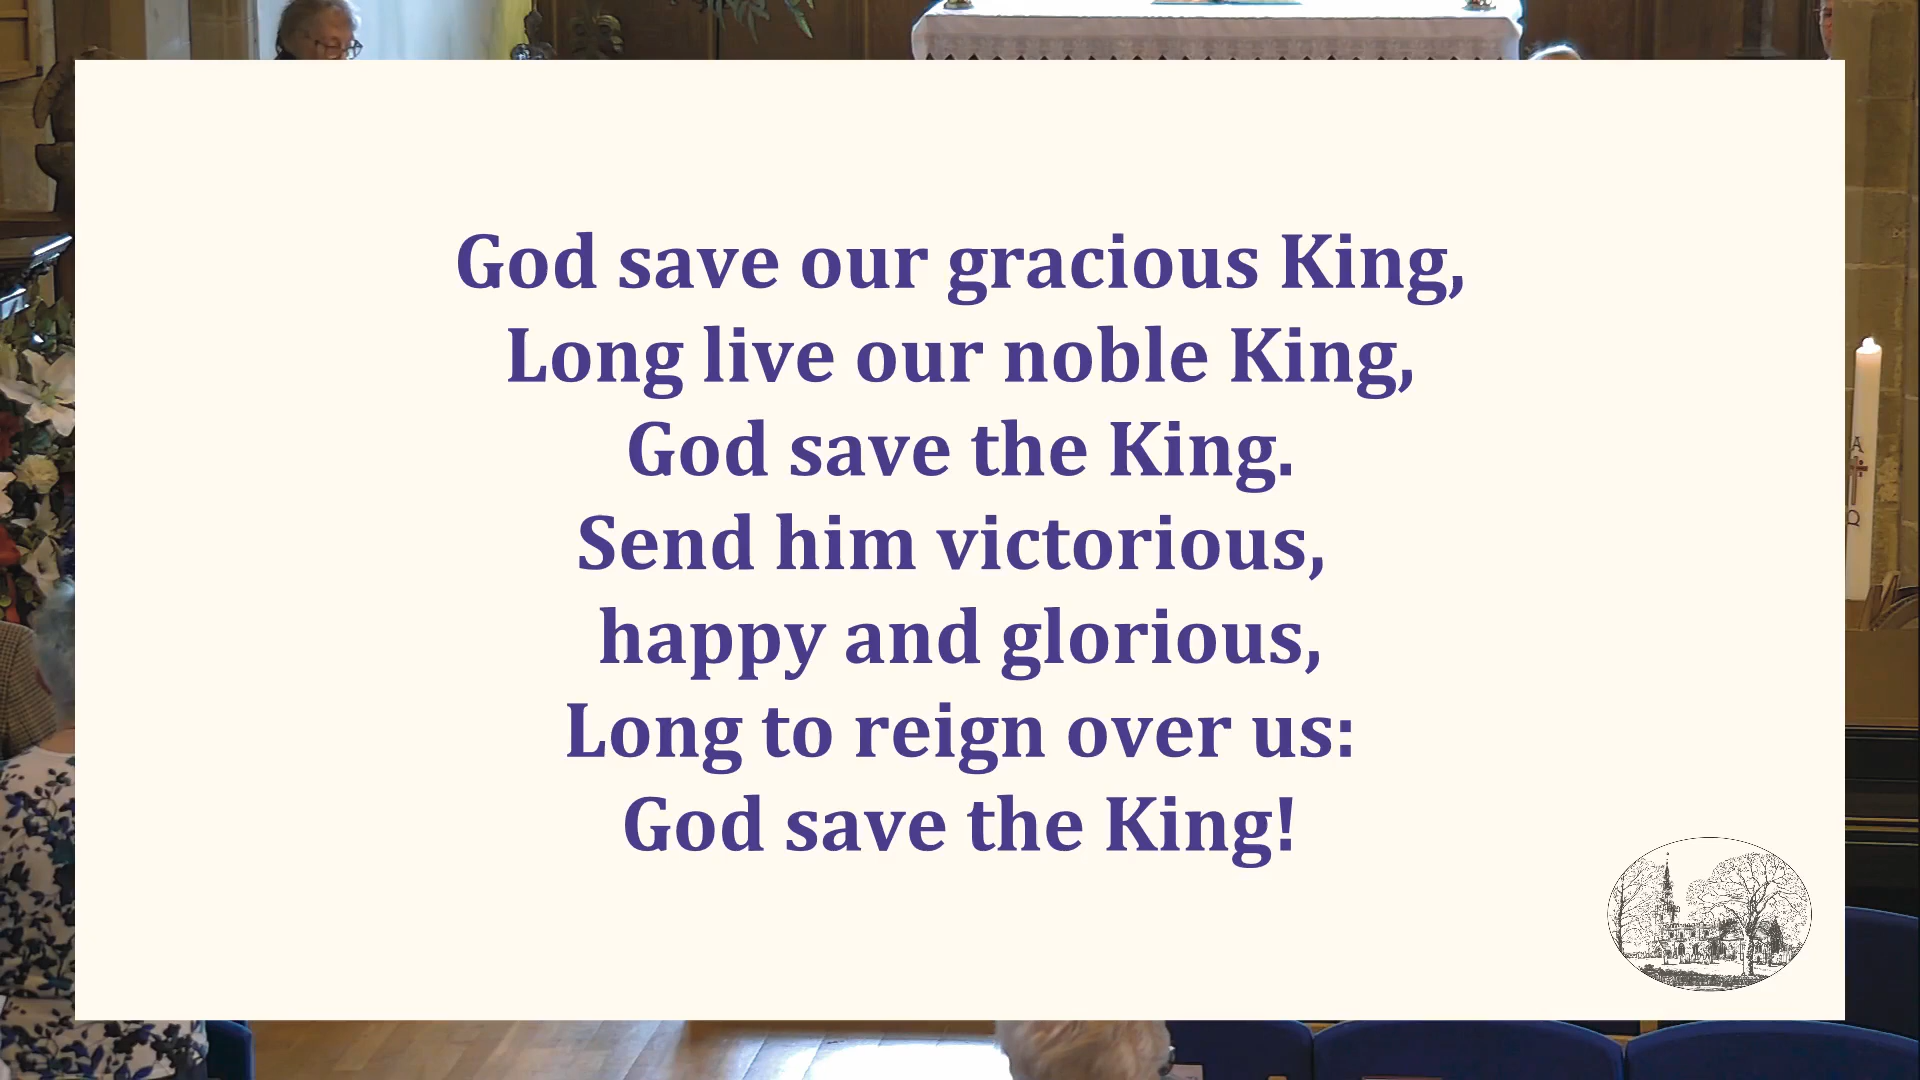 God save our gracious King,
Long live our noble King,
God save the King.
Send him victorious,
happy and glorious,
Long to reign over us:
God save the King!
Α
Ω